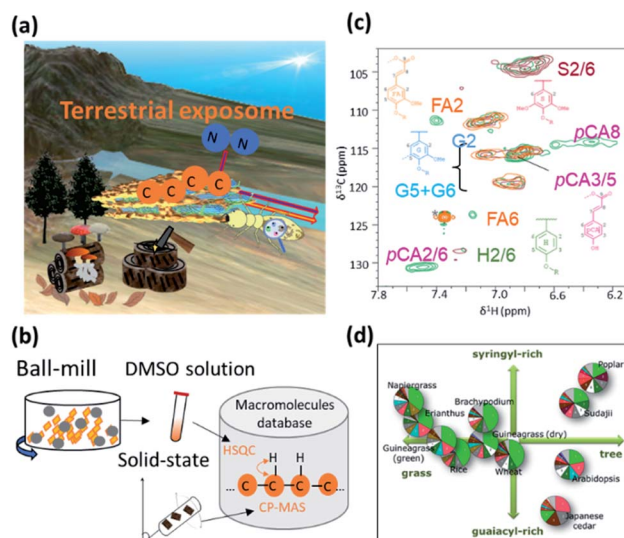 (a)
Terrestrial exposome
N N
C C C C
(b)
Ball-mill
DMSO solution
Solid-state
Macromolecules
database
HSQC
H H
... C C C C ...
CP-MAS
(c)
105
110
115
120
125
130
δ13C (ppm)
S2/6
FA2
G2
pCA8
G5+G6
pCA3/5
FA6
pCA2/6
H2/6
7.8 7.4 7.0 6.6 6.2
δ1H (ppm)
(d)
syringyl-rich
Poplar
Napiergrass
Brachypodium
Erianthus
Sudajii
Guineagrass (dry)
Guineagrass
(green)
grass
tree
Rice
Wheat
Arabidopsis
Japanese
cedar
guaiacyl-rich